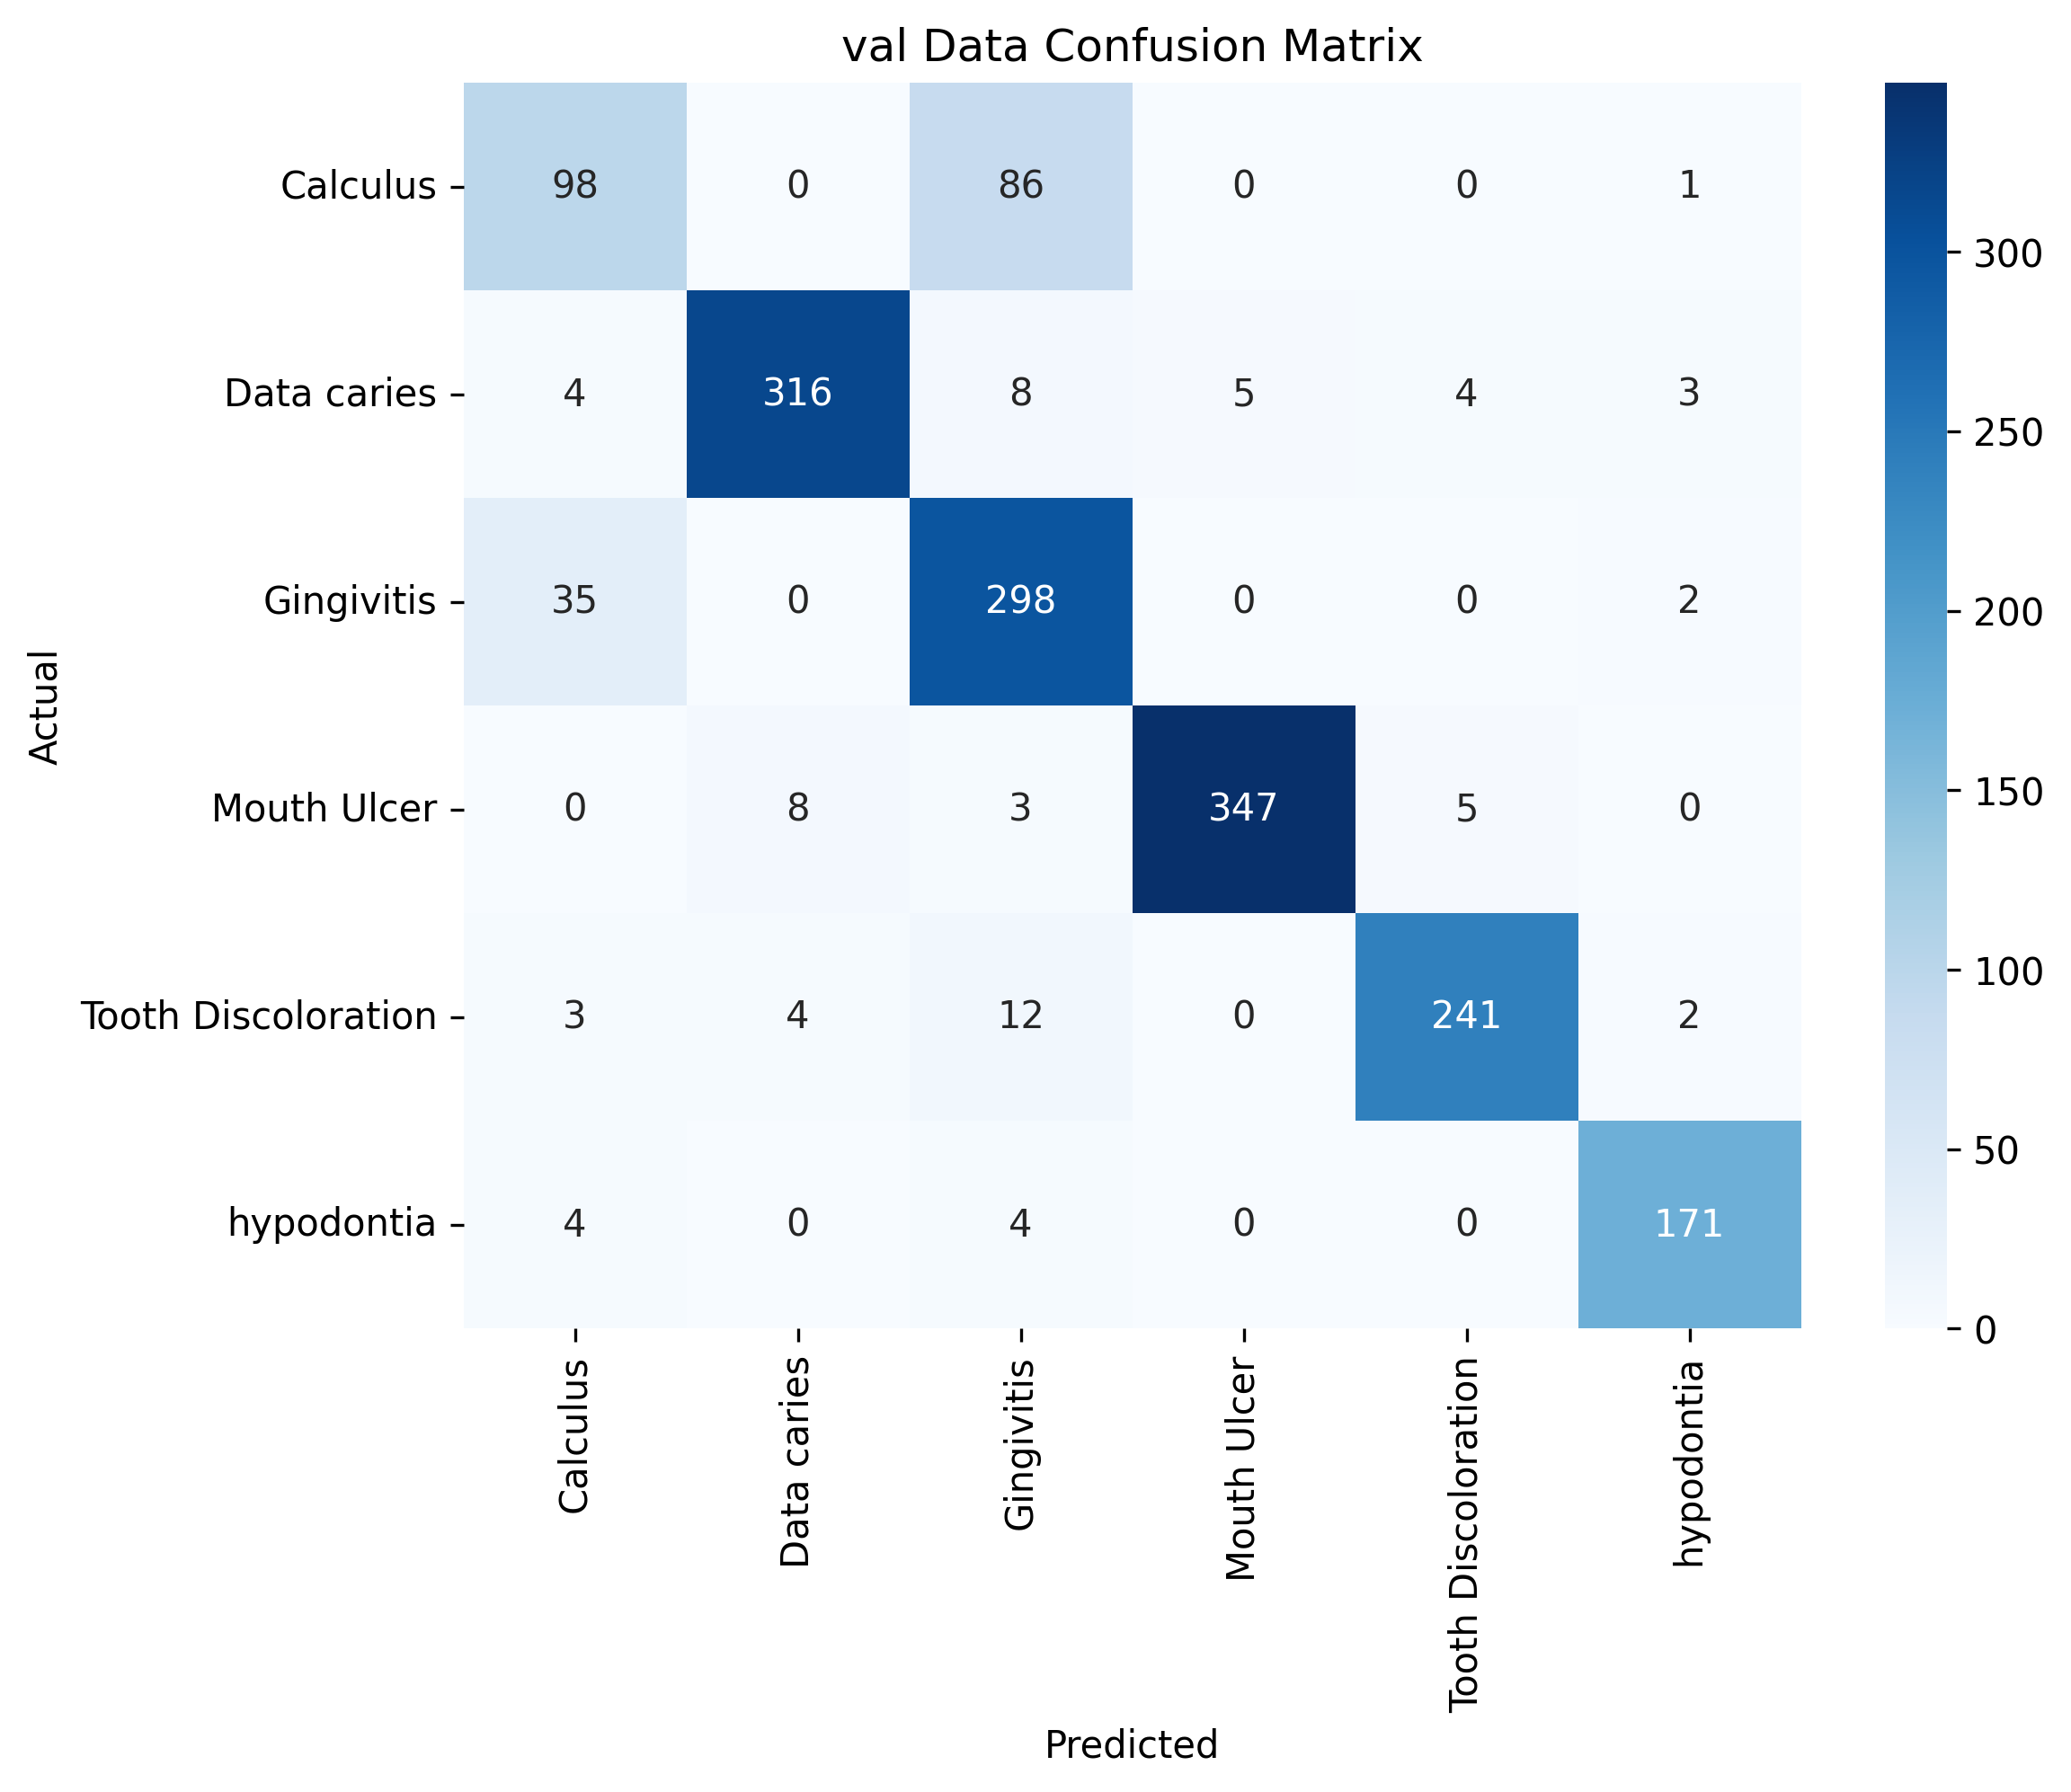 val Data Confusion Matrix
Calculus 98 0 86 0 0 1
Data caries 4 316 8 5 4 3
Gingivitis 35 0 298 0 0 2
Mouth Ulcer 0 8 3 347 5 0
Tooth Discoloration 3 4 12 0 241 2
hypodontia 4 0 4 0 0 171
Actual
Calculus
Data caries
Gingivitis
Mouth Ulcer
Tooth Discoloration
hypodontia
Predicted
300
250
200
150
100
50
0